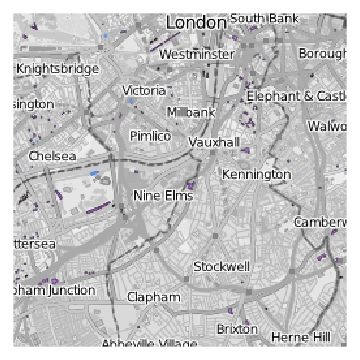 London
South Bank
Westminster
Borough
Knightsbridge
Victoria
Elephant & Castle
sington
Millbank
Walwo
Pimlico
Vauxhall
Chelsea
Kennington
Nine Elms
Camberw
ttersea
Stockwell
pham Junction
Clapham
Brixton
Herne Hill
Abbeville Village